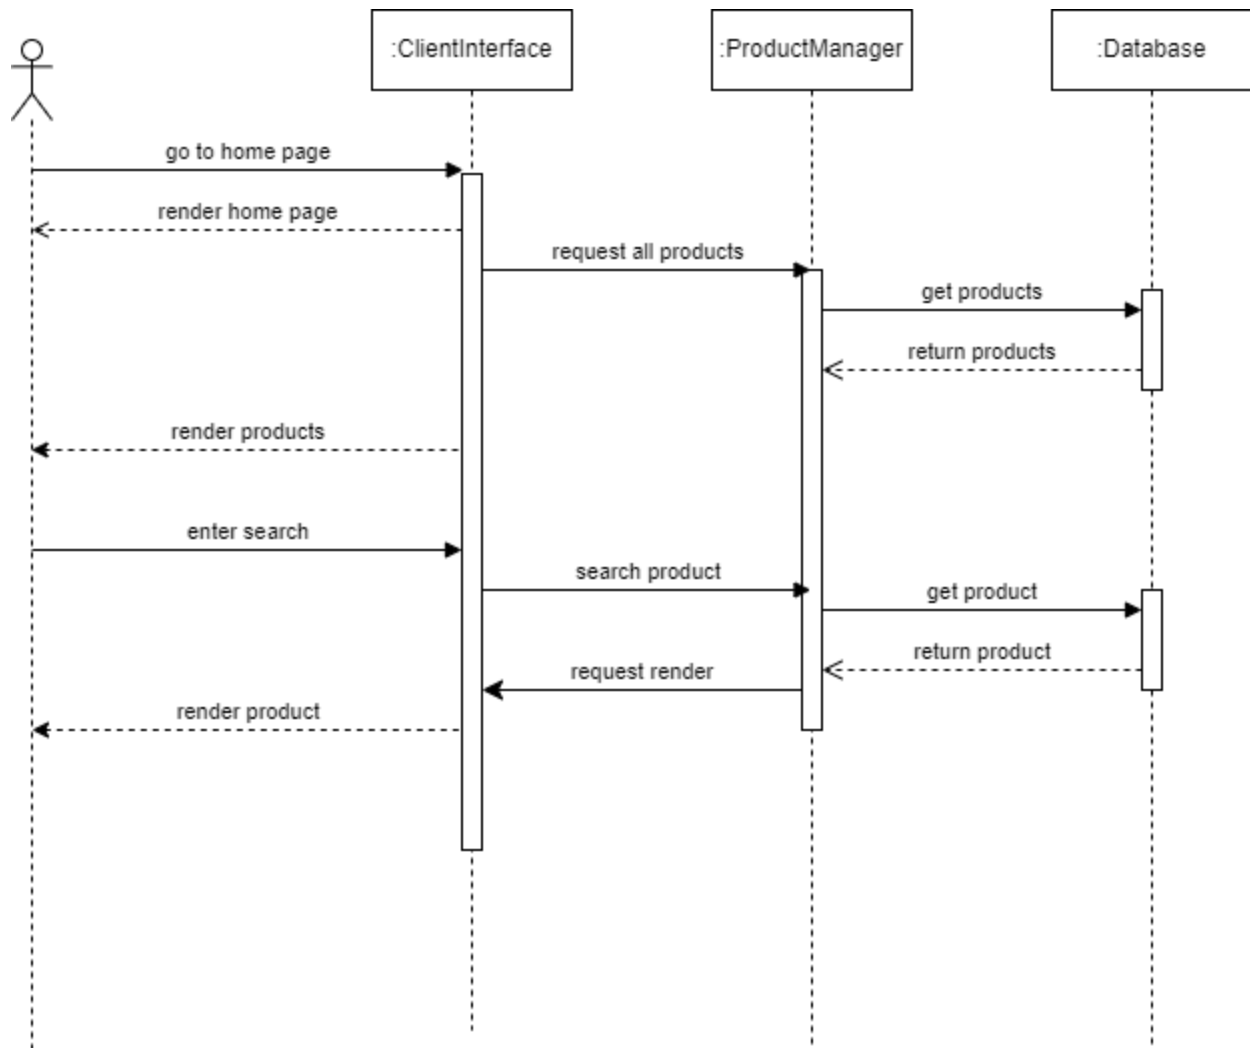 :ClientInterface
:ProductManager
:Database
go to home page
render home page
request all products
get products
return products
render products
enter search
search product
get product
return product
request render
render product